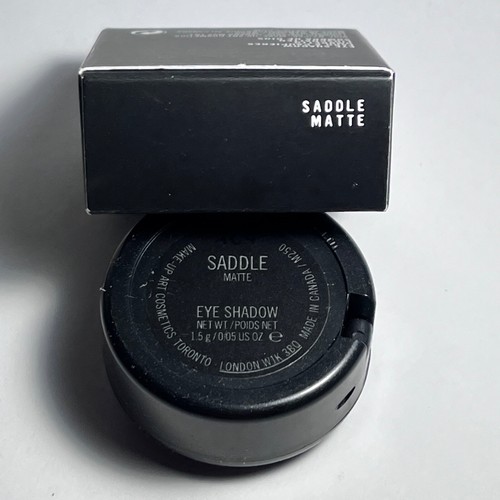 SADDLE
MATTE
SADDLE
MATTE
EYE SHADOW
NET WT/POIDS NET
1.5 g/0.05 US OZ ℮
MAKE-UP ART COSMETICS TORONTO · LONDON W1K 3BQ MADE IN CANADA / M250